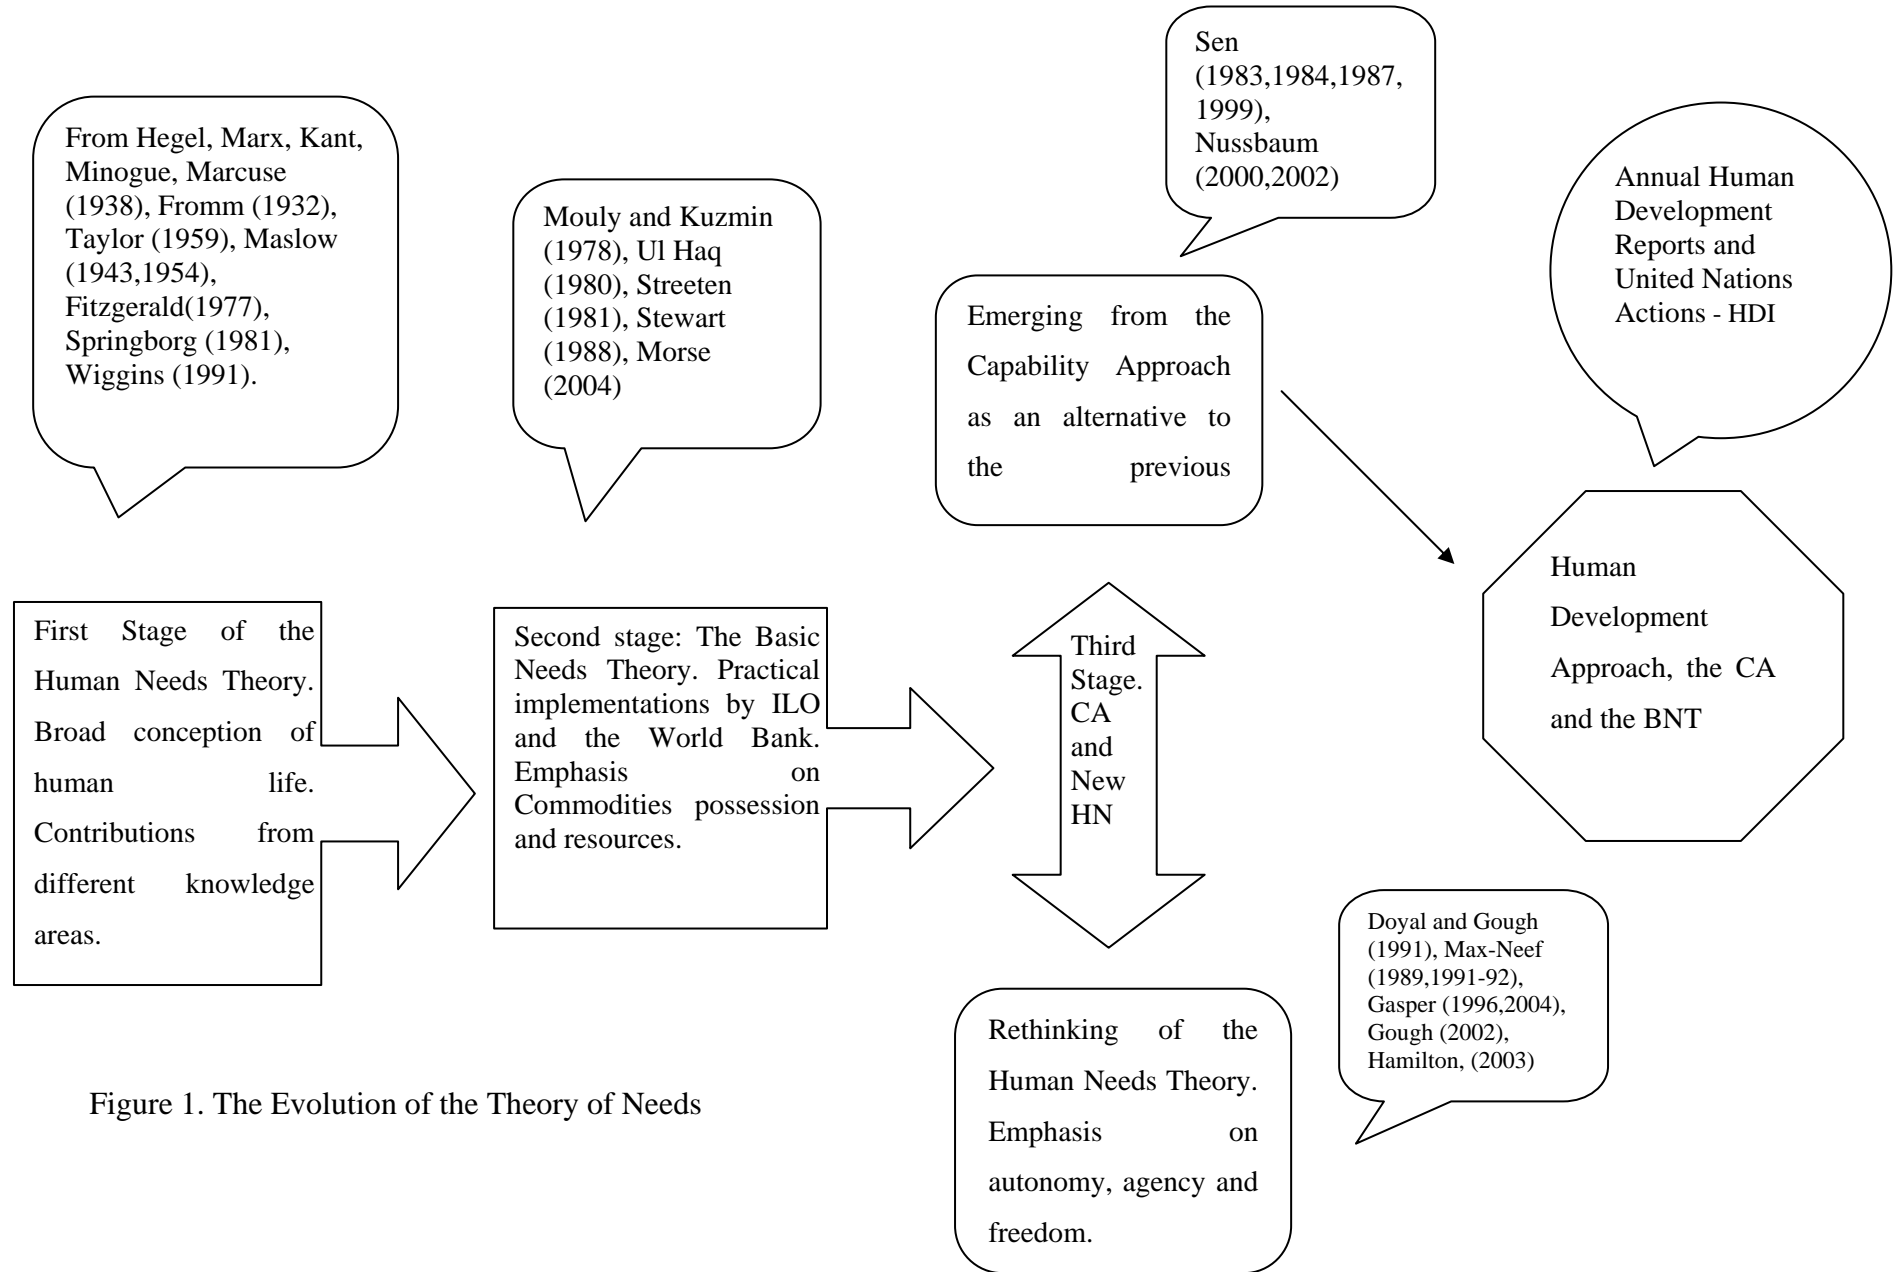 From Hegel, Marx, Kant,
Minogue, Marcuse
(1938), Fromm (1932),
Taylor (1959), Maslow
(1943,1954),
Fitzgerald(1977),
Springborg (1981),
Wiggins (1991).
Mouly and Kuzmin
(1978), Ul Haq
(1980), Streeten
(1981), Stewart
(1988), Morse
(2004)
Sen
(1983,1984,1987,
1999),
Nussbaum
(2000,2002)
Annual Human
Development
Reports and
United Nations
Actions - HDI
Emerging from the
Capability Approach
as an alternative to
the previous
First Stage of the
Human Needs Theory.
Broad conception of
human life.
Contributions from
different knowledge
areas.
Second stage: The Basic
Needs Theory. Practical
implementations by ILO
and the World Bank.
Emphasis on
Commodities possession
and resources.
Third
Stage.
CA
and
New
HN
Human
Development
Approach, the CA
and the BNT
Rethinking of the
Human Needs Theory.
Emphasis on
autonomy, agency and
freedom.
Doyal and Gough
(1991), Max-Neef
(1989,1991-92),
Gasper (1996,2004),
Gough (2002),
Hamilton, (2003)
Figure 1. The Evolution of the Theory of Needs